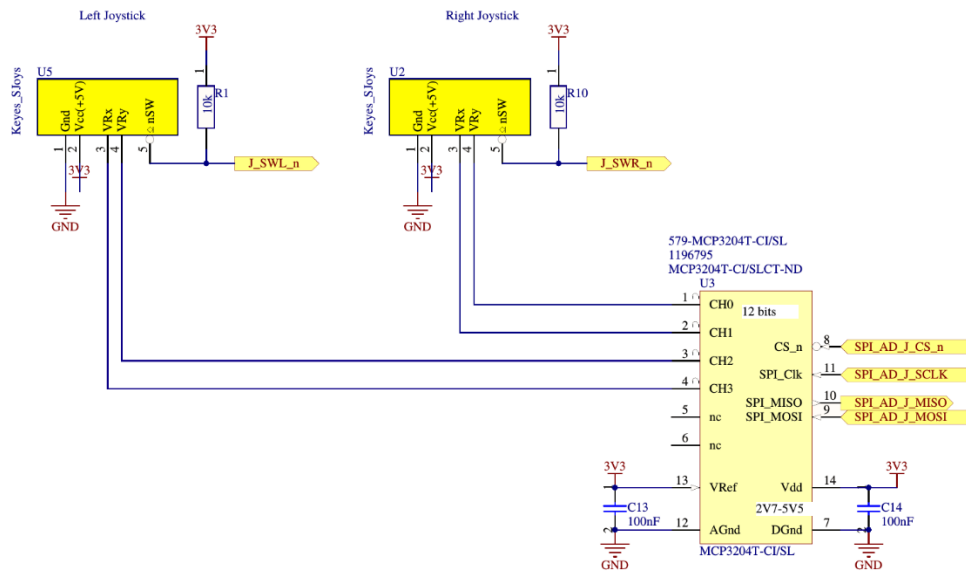 Left Joystick
Right Joystick
3V3
3V3
U5
U2
1
1
R1
R10
10k
10k
Keyes_SJoys
Keyes_SJoys
Gnd
Vcc(+5V)
VRx
VRy
nSW
Gnd
Vcc(+5V)
VRx
VRy
nSW
1
2
3
4
5
1
2
3
4
5
J_SWL_n
J_SWR_n
3V3
3V3
GND
GND
579-MCP3204T-CI/SL
1196795
MCP3204T-CI/SLCT-ND
U3
1 CH0
12 bits
2 CH1
CS_n 8 SPI_AD_J_CS_n
3 CH2
SPI_Clk 11 SPI_AD_J_SCLK
4 CH3
SPI_MISO 10 SPI_AD_J_MISO
5 nc
SPI_MOSI 9 SPI_AD_J_MOSI
6 nc
3V3
3V3
13 VRef
Vdd 14
C13
100nF
2V7-5V5
C14
100nF
2
12 AGnd
DGnd 7
2
GND
MCP3204T-CI/SL
GND